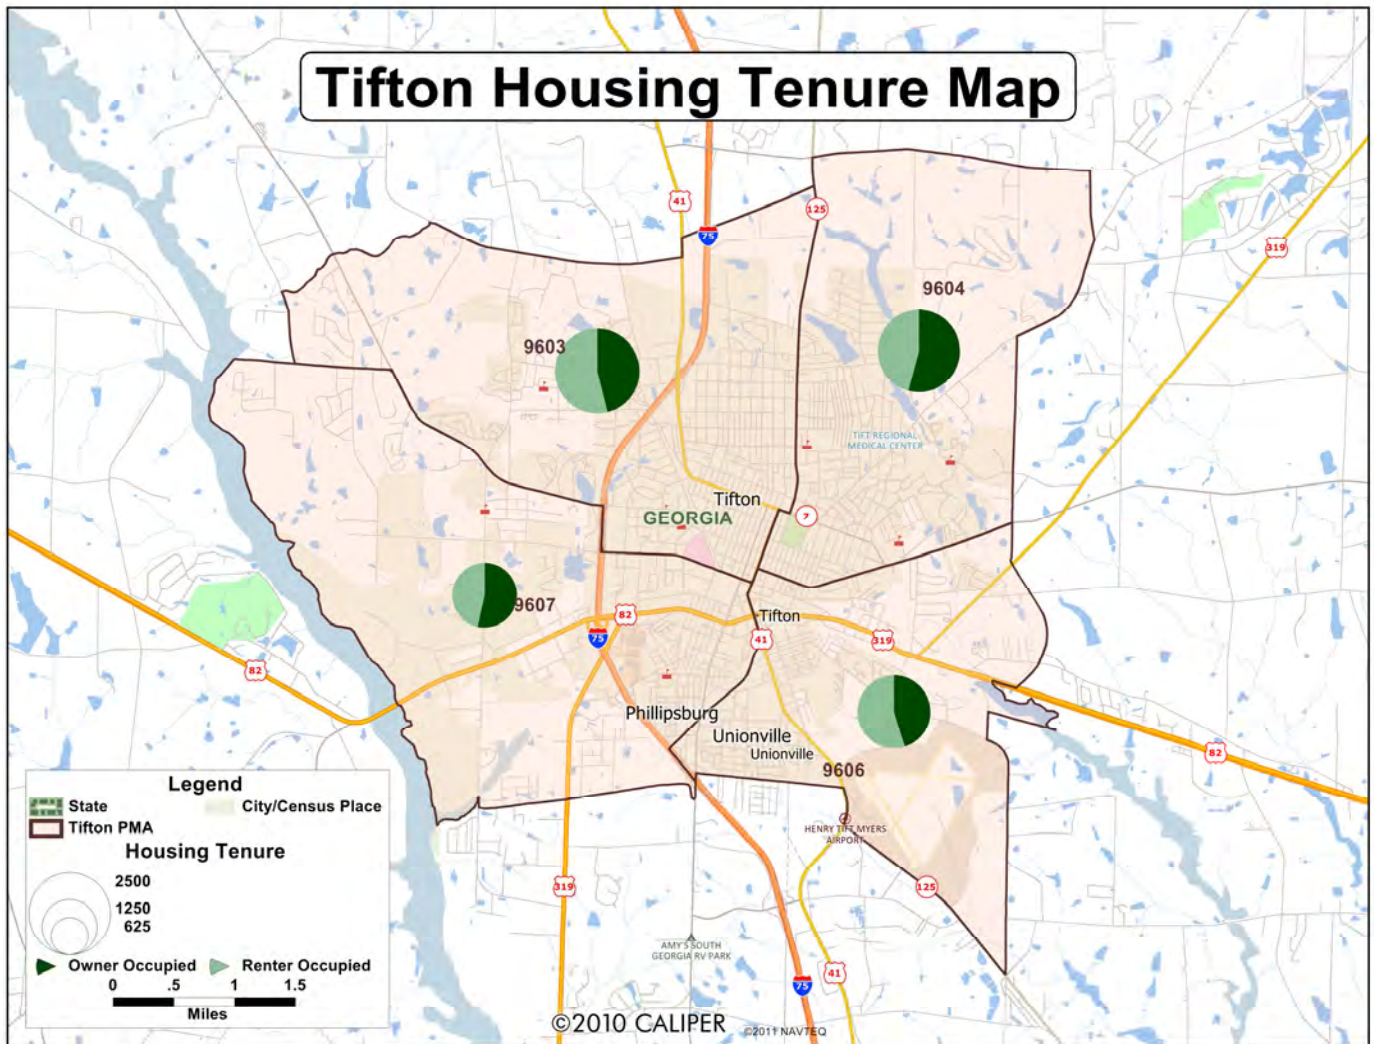 Tifton Housing Tenure Map
41
75
125
319
9604
9603
TIFT REGIONAL
MEDICAL CENTER
Tifton
7
GEORGIA
9607
82
75
Tifton
41
319
82
Phillipsburg
Unionville
Unionville
9606
82
HENRY TIFT MYERS
AIRPORT
319
125
AMY'S SOUTH
GEORGIA RV PARK
41
75
Legend
State
City/Census Place
Tifton PMA
Housing Tenure
2500
1250
625
Owner Occupied
Renter Occupied
0 .5 1 1.5
Miles
©2010 CALIPER
©2011 NAVTEQ